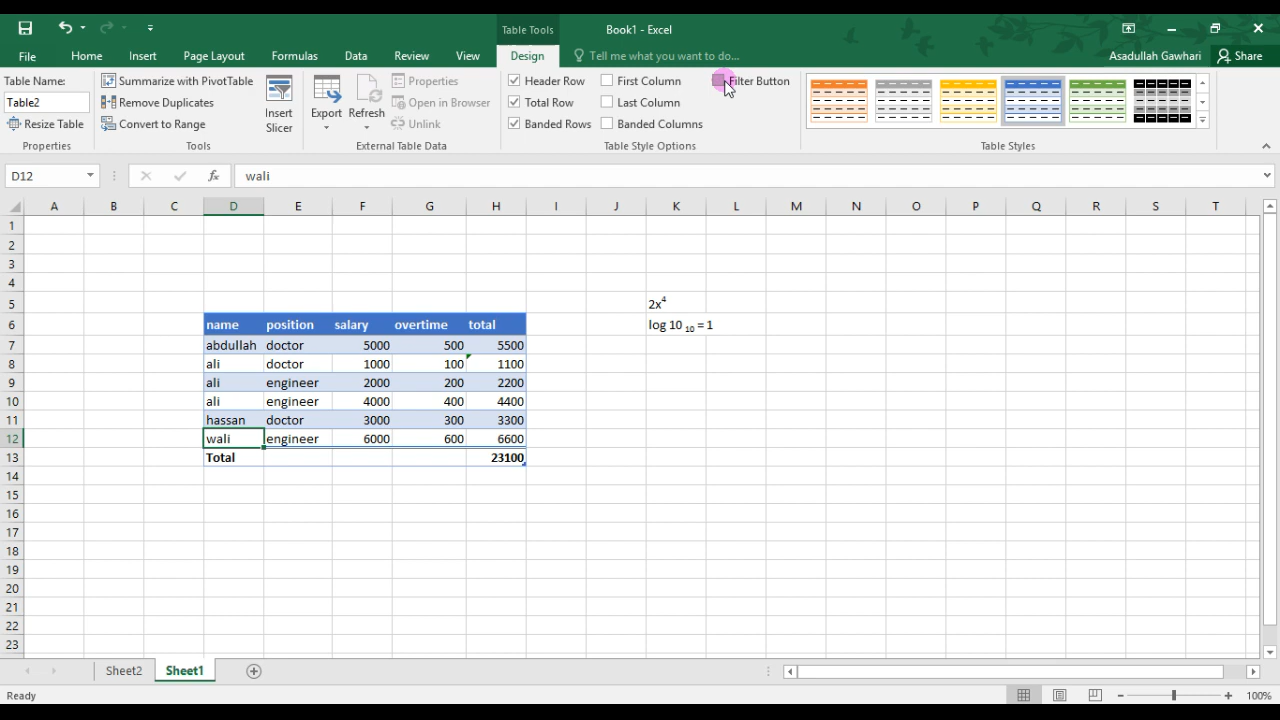 Table Tools
Book1 - Excel
File Home Insert Page Layout Formulas Data Review View Design Tell me what you want to do... Asadullah Gawhari Share
Table Name:
Table2
Resize Table
Properties
Summarize with PivotTable
Remove Duplicates
Convert to Range
Tools
Insert Slicer
Export
Refresh
Properties
Open in Browser
Unlink
External Table Data
Header Row
Total Row
Banded Rows
First Column
Last Column
Banded Columns
Filter Button
Table Style Options
Table Styles
D12 fx wali
A B C D E F G H I J K L M N O P Q R S T
1
2
3
4
5 2x⁴
6 name position salary overtime total log 10 ₁₀ = 1
7 abdullah doctor 5000 500 5500
8 ali doctor 1000 100 1100
9 ali engineer 2000 200 2200
10 ali engineer 4000 400 4400
11 hassan doctor 3000 300 3300
12 wali engineer 6000 600 6600
13 Total 23100
14
15
16
17
18
19
20
21
22
23
Sheet2 Sheet1
Ready 100%